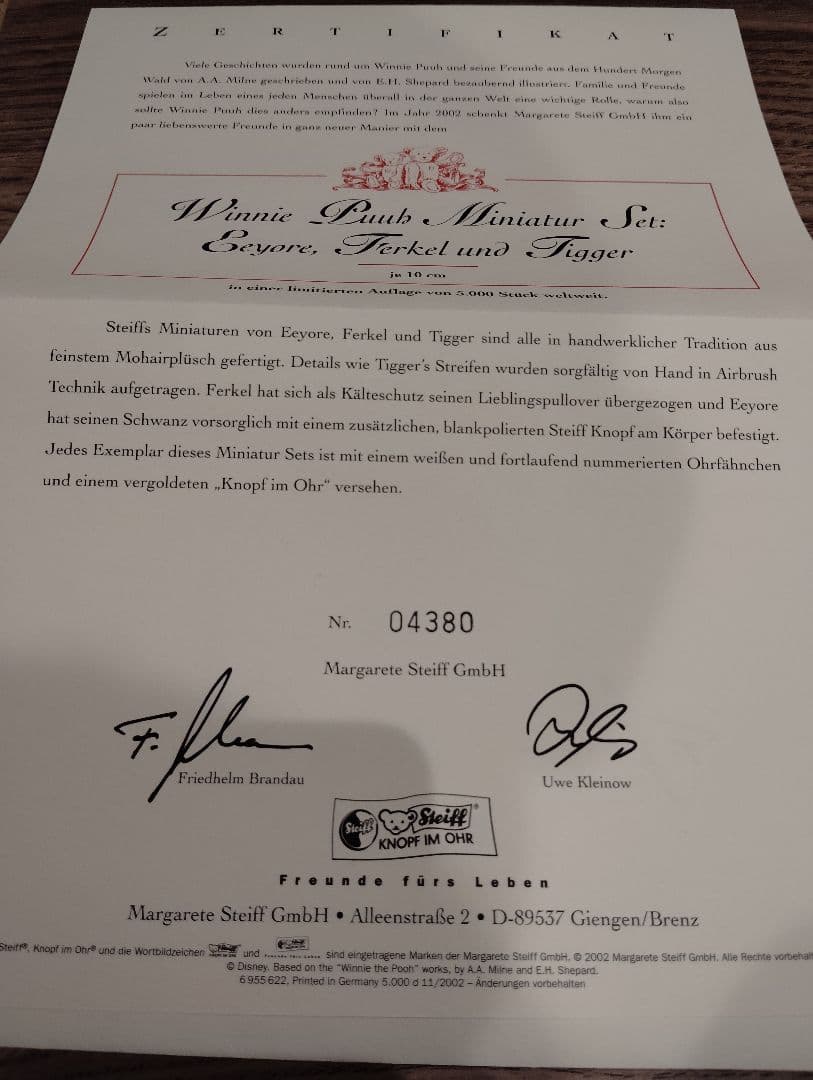 ZERTIFIKAT
Viele Geschichten wurden rund um Winnie Puuh und seine Freunde aus dem Hundert Morgen
Wald von A.A. Milne geschrieben und von E.H. Shepard bezaubernd illustriert. Familie und Freunde
spielen im Leben eines jeden Menschen überall in der ganzen Welt eine wichtige Rolle, warum also
sollte Winnie Puuh dies anders empfinden? Im Jahr 2002 schenkt Margarete Steiff GmbH ihm ein
paar liebenswerte Freunde in ganz neuer Manier mit dem
Winnie Puuh Miniatur Set:
Eeyore, Ferkel und Tigger
je 10 cm
in einer limitierten Auflage von 5.000 Stück weltweit.
Steiffs Miniaturen von Eeyore, Ferkel und Tigger sind alle in handwerklicher Tradition aus
feinstem Mohairplüsch gefertigt. Details wie Tigger's Streifen wurden sorgfältig von Hand in Airbrush
Technik aufgetragen. Ferkel hat sich als Kälteschutz seinen Lieblingspullover übergezogen und Eeyore
hat seinen Schwanz vorsorglich mit einem zusätzlichen, blankpolierten Steiff Knopf am Körper befestigt.
Jedes Exemplar dieses Miniatur Sets ist mit einem weißen und fortlaufend nummerierten Ohrfähnchen
und einem vergoldeten „Knopf im Ohr“ versehen.
Nr. 04380
Margarete Steiff GmbH
Friedhelm Brandau
Uwe Kleinow
Steiff Steiff®
KNOPF IM OHR
Freunde fürs Leben
Margarete Steiff GmbH • Alleenstraße 2 • D-89537 Giengen/Brenz
Steiff®, Knopf im Ohr® und die Wortbildzeichen und sind eingetragene Marken der Margarete Steiff GmbH. © 2002 Margarete Steiff GmbH. Alle Rechte vorbehalt
© Disney. Based on the "Winnie the Pooh" works, by A.A. Milne and E.H. Shepard.
6 955 622, Printed in Germany 5.000 d 11/2002 – Änderungen vorbehalten